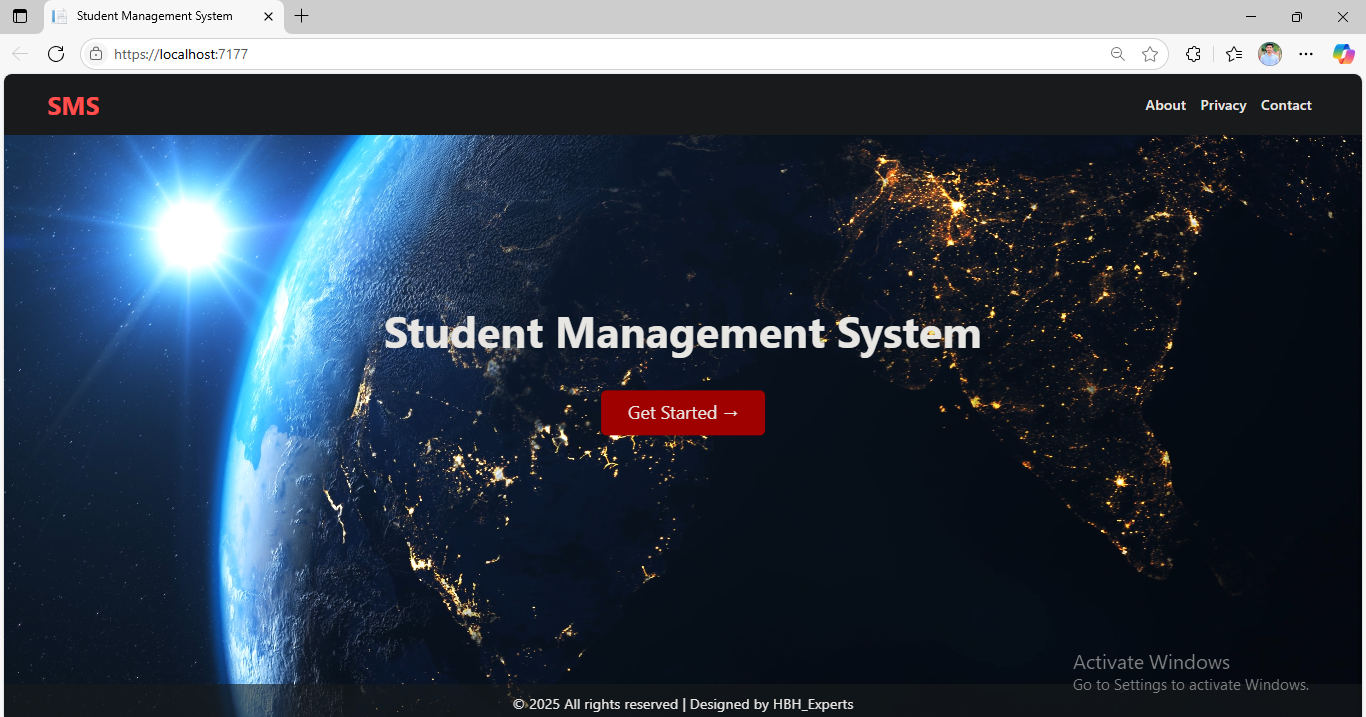 Student Management System
https://localhost:7177
SMS
About Privacy Contact
Student Management System
Get Started →
Activate Windows
Go to Settings to activate Windows.
© 2025 All rights reserved | Designed by HBH_Experts